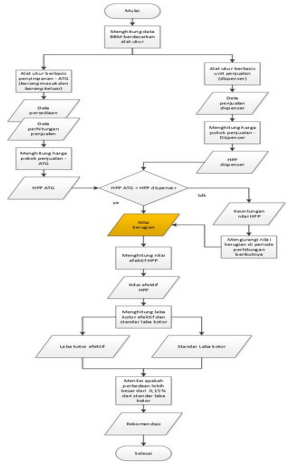 Mulai
Menghitung data
BBM berdasarkan
alat ukur
Alat ukur berbasis
penyimpanan - ATG
(barang masuk dan
barang keluar)
Alat ukur berbasis
unit penjualan
(dispenser)
Data
persediaan
Data
perhitungan
penjualan
Data
penjualan
dispenser
Menghitung harga
pokok penjualan -
ATG
Menghitung harga
pokok penjualan -
Dispenser
HPP
dispenser
HPP ATG
HPP ATG > HPP dispenser
tidk
ya
Nilai
kerugian
Keuntungan
nilai HPP
Mengurangi nilai
kerugian di periode
perhitungan
berikutnya
Menghitung nilai
efektif HPP
Nilai efektif
HPP
Menghitung laba
kotor efektif dan
standar laba kotor
Laba kotor efektif
Standar Laba kotor
Menilai apakah
perbedaan lebih
besar dari 0,15%
dari standar laba
kotor
Rekomendasi
Selesai